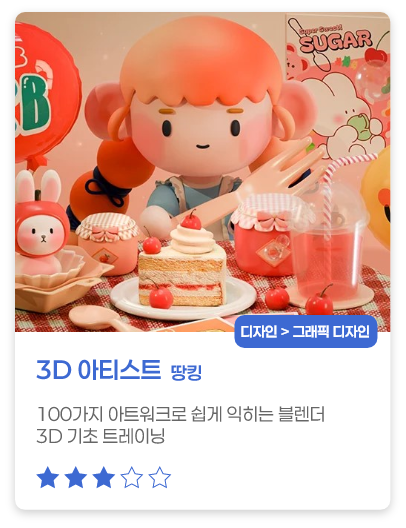 Super Sweet!!
SUGAR
B
디자인 > 그래픽 디자인
3D 아티스트 땅킹
100가지 아트워크로 쉽게 익히는 블렌더
3D 기초 트레이닝